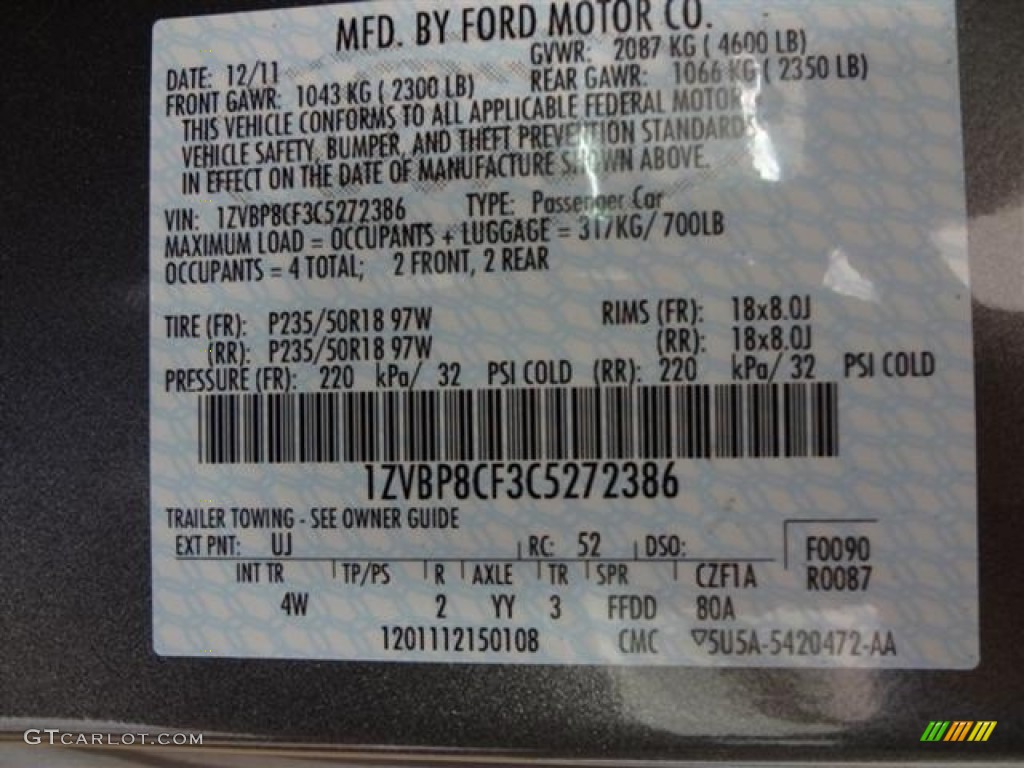 MFD. BY FORD MOTOR CO.
DATE: 12/11 GVWR: 2087 KG ( 4600 LB)
FRONT GAWR: 1043 KG ( 2300 LB) REAR GAWR: 1066 KG ( 2350 LB)
THIS VEHICLE CONFORMS TO ALL APPLICABLE FEDERAL MOTOR
VEHICLE SAFETY, BUMPER, AND THEFT PREVENTION STANDARDS
IN EFFECT ON THE DATE OF MANUFACTURE SHOWN ABOVE.
VIN: 1ZVBP8CF3C5272386 TYPE: Passenger Car
MAXIMUM LOAD = OCCUPANTS + LUGGAGE = 317KG/ 700LB
OCCUPANTS = 4 TOTAL; 2 FRONT, 2 REAR
TIRE (FR): P235/50R18 97W RIMS (FR): 18x8.0J
(RR): P235/50R18 97W (RR): 18x8.0J
PRESSURE (FR): 220 kPa/ 32 PSI COLD (RR): 220 kPa/ 32 PSI COLD
1ZVBP8CF3C5272386
TRAILER TOWING - SEE OWNER GUIDE
EXT PNT: UJ RC: 52 DSO: F0090
INT TR TP/PS R AXLE TR SPR CZF1A R0087
4W 2 YY 3 FFDD 80A
1201112150108 CMC ▽5U5A-5420472-AA
GTCARLOT.COM